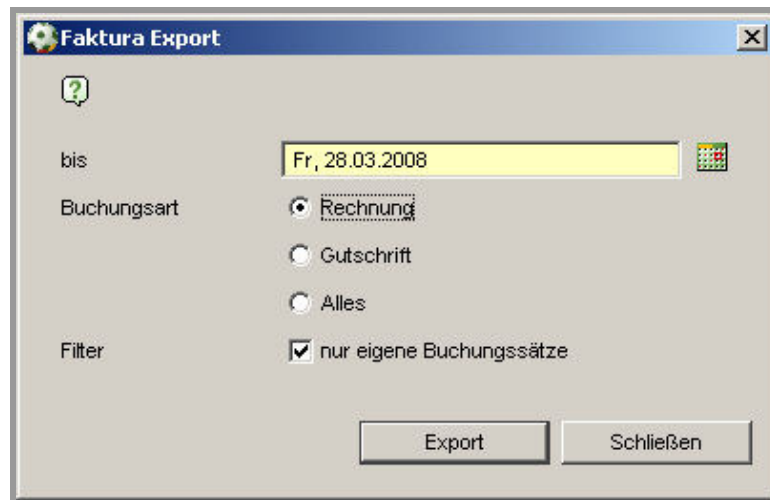 Faktura Export
bis Fr, 28.03.2008
Buchungsart Rechnung
Gutschrift
Alles
Filter nur eigene Buchungssätze
Export Schließen